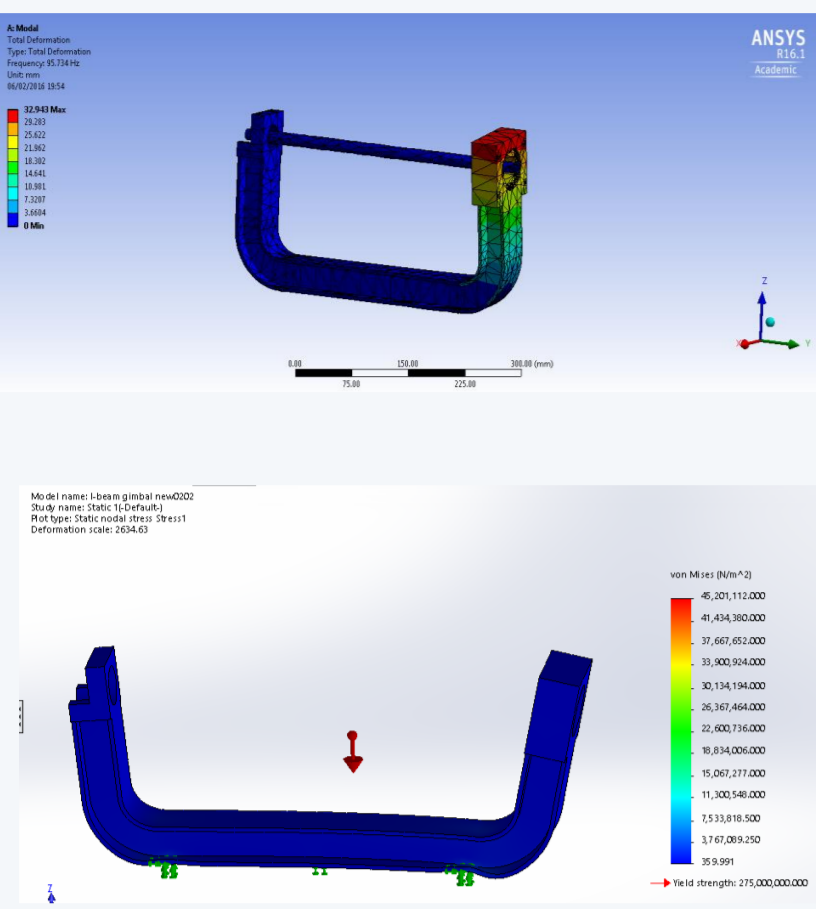 A: Modal
Total Deformation
Type: Total Deformation
Frequency: 95.734 Hz
Unit: mm
06/02/2016 19:54
32.943 Max
29.283
25.622
21.962
18.302
14.641
10.981
7.3207
3.6604
0 Min
ANSYS
R16.1
Academic
Z
X
Y
0.00 150.00 300.00 (mm)
75.00 225.00
Model name: I-beam gimbal new0202
Study name: Static 1(-Default-)
Plot type: Static nodal stress Stress1
Deformation scale: 2634.63
von Mises (N/m^2)
45,201,112.000
41,434,380.000
37,667,652.000
33,900,924.000
30,134,194.000
26,367,464.000
22,600,736.000
18,834,006.000
15,067,277.000
11,300,548.000
7,533,818.500
3,767,089.250
359.991
Yield strength: 275,000,000.000
Z